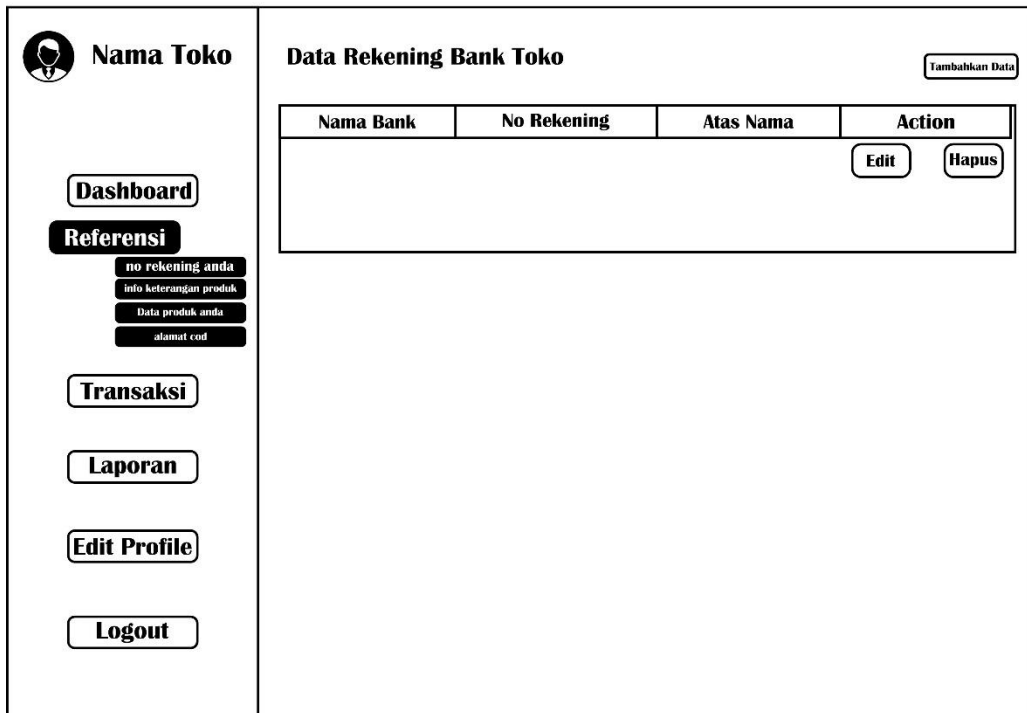 Nama Toko
Dashboard
Referensi
no rekening anda
info keterangan produk
Data produk anda
alamat cod
Transaksi
Laporan
Edit Profile
Logout
Data Rekening Bank Toko
Tambahkan Data
Nama Bank No Rekening Atas Nama Action
Edit Hapus